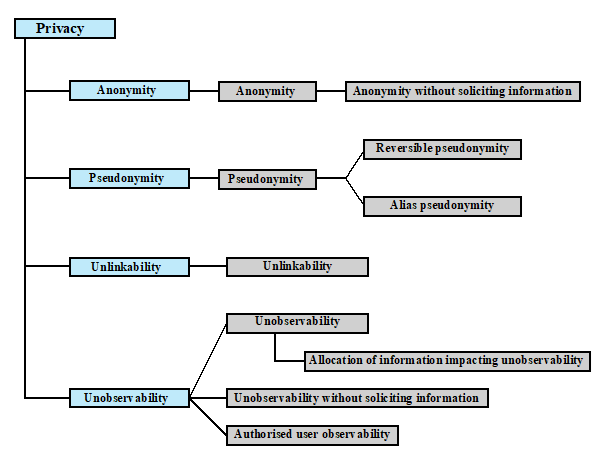 Privacy
Anonymity
Anonymity
Anonymity without soliciting information
Pseudonymity
Pseudonymity
Reversible pseudonymity
Alias pseudonymity
Unlinkability
Unlinkability
Unobservability
Unobservability
Allocation of information impacting unobservability
Unobservability without soliciting information
Authorised user observability